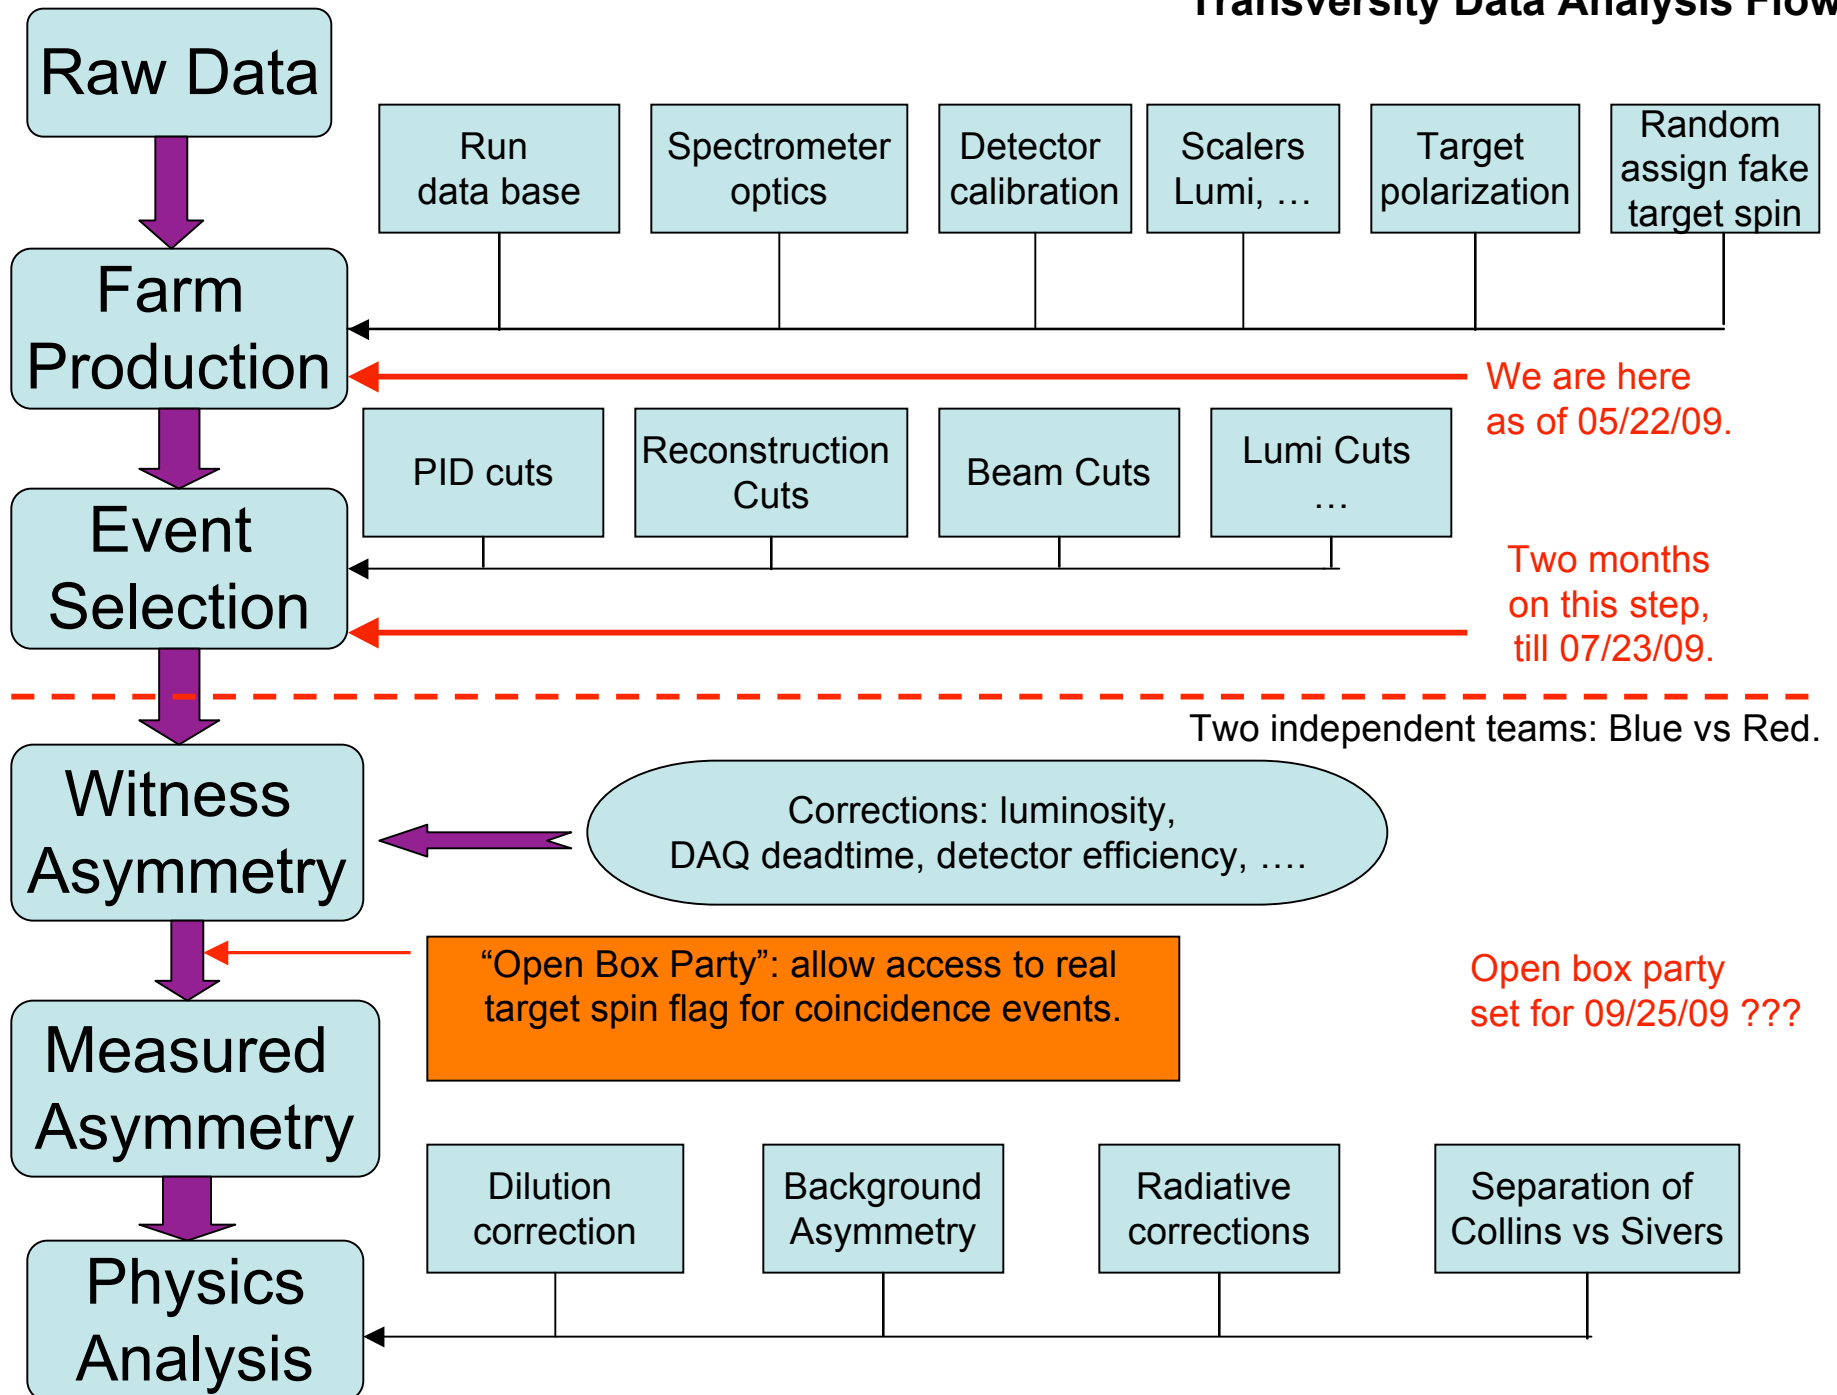 Transversity Data Analysis Flow
Raw Data
Run
data base
Spectrometer
optics
Detector
calibration
Scalers
Lumi, …
Target
polarization
Random
assign fake
target spin
Farm
Production
We are here
as of 05/22/09.
PID cuts
Reconstruction
Cuts
Beam Cuts
Lumi Cuts
…
Event
Selection
Two months
on this step,
till 07/23/09.
Two independent teams: Blue vs Red.
Witness
Asymmetry
Corrections: luminosity,
DAQ deadtime, detector efficiency, ….
“Open Box Party”: allow access to real
target spin flag for coincidence events.
Open box party
set for 09/25/09 ???
Measured
Asymmetry
Dilution
correction
Background
Asymmetry
Radiative
corrections
Separation of
Collins vs Sivers
Physics
Analysis